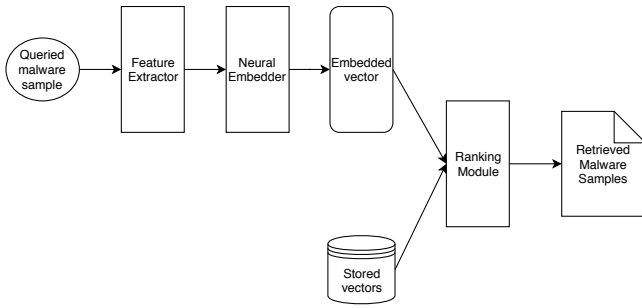 Queried
malware
sample
Feature
Extractor
Neural
Embedder
Embedded
vector
Ranking
Module
Retrieved
Malware
Samples
Stored
vectors